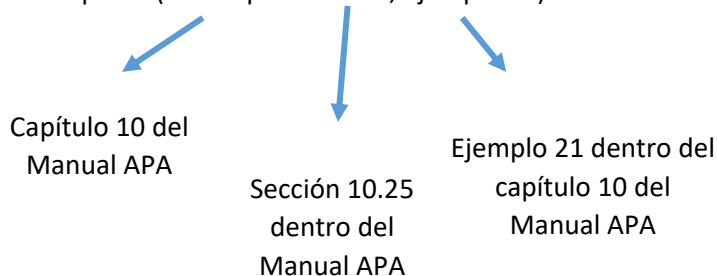 Capítulo 10 del
Manual APA
Sección 10.25
dentro del
Manual APA
Ejemplo 21 dentro del
capítulo 10 del
Manual APA